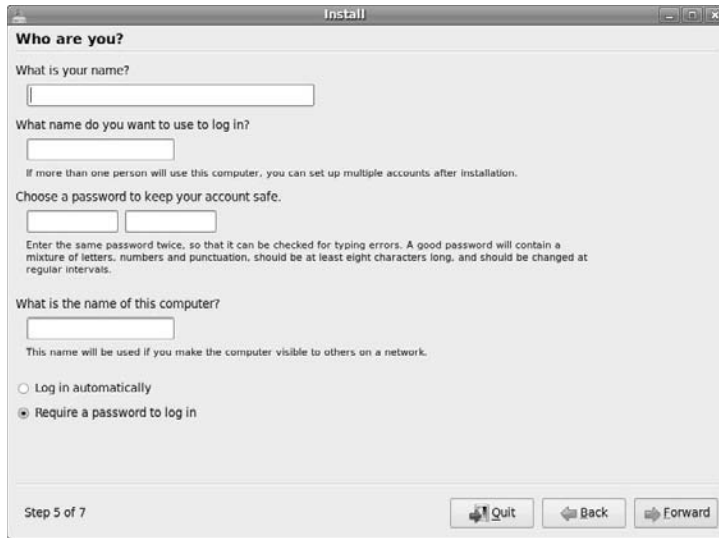 Install
Who are you?
What is your name?
What name do you want to use to log in?
If more than one person will use this computer, you can set up multiple accounts after installation.
Choose a password to keep your account safe.
Enter the same password twice, so that it can be checked for typing errors. A good password will contain a
mixture of letters, numbers and punctuation, should be at least eight characters long, and should be changed at
regular intervals.
What is the name of this computer?
This name will be used if you make the computer visible to others on a network.
Log in automatically
Require a password to log in
Step 5 of 7
Quit
Back
Forward